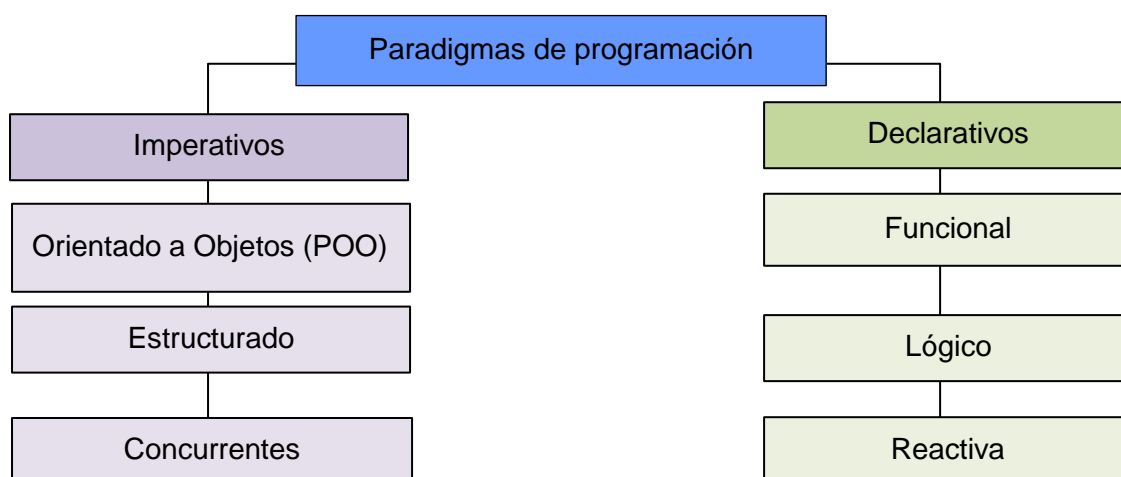 Paradigmas de programación
Imperativos
Orientado a Objetos (POO)
Estructurado
Concurrentes
Declarativos
Funcional
Lógico
Reactiva